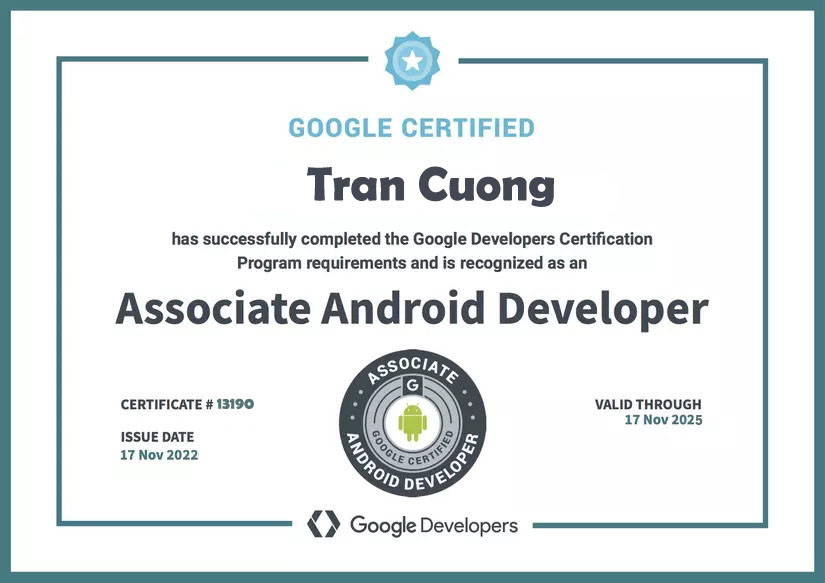 GOOGLE CERTIFIED
Tran Cuong
has successfully completed the Google Developers Certification
Program requirements and is recognized as an
Associate Android Developer
CERTIFICATE # 13190
ISSUE DATE
17 Nov 2022
ASSOCIATE
G
GOOGLE CERTIFIED
ANDROID DEVELOPER
VALID THROUGH
17 Nov 2025
Google Developers